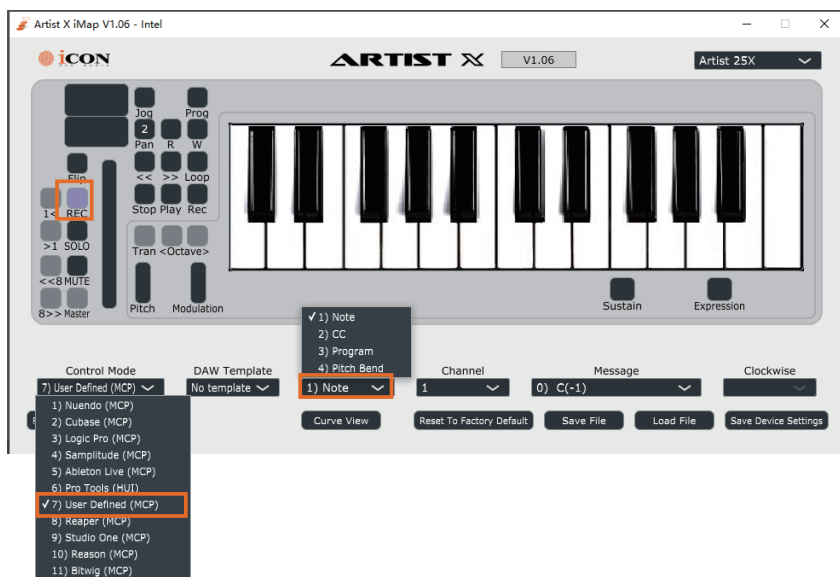 Artist X iMap V1.06 - Intel
icon
PRO AUDIO
ARTIST X
V1.06
Artist 25X
Jog
Prog
2
Pan
R
W
Flip
<<
>>
Loop
1<
REC
Stop
Play
Rec
>1
SOLO
Tran
<Octave>
<<8
MUTE
8>>
Master
Pitch
Modulation
Sustain
Expression
✓ 1) Note
2) CC
3) Program
4) Pitch Bend
Control Mode
DAW Template
Channel
Message
Clockwise
7) User Defined (MCP)
No template
1) Note
1
0) C(-1)
Curve View
Reset To Factory Default
Save File
Load File
Save Device Settings
1) Nuendo (MCP)
2) Cubase (MCP)
3) Logic Pro (MCP)
4) Samplitude (MCP)
5) Ableton Live (MCP)
6) Pro Tools (HUI)
✓ 7) User Defined (MCP)
8) Reaper (MCP)
9) Studio One (MCP)
10) Reason (MCP)
11) Bitwig (MCP)